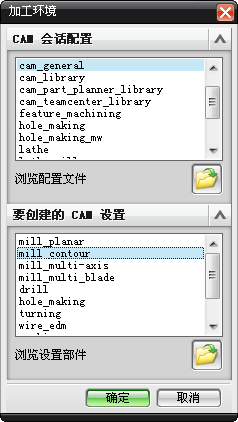 加工环境
CAM 会话配置
cam_general
cam_library
cam_part_planner_library
cam_teamcenter_library
feature_machining
hole_making
hole_making_mw
lathe
浏览配置文件
要创建的 CAM 设置
mill_planar
mill_contour
mill_multi-axis
mill_multi_blade
drill
hole_making
turning
wire_edm
浏览设置部件
确定 取消